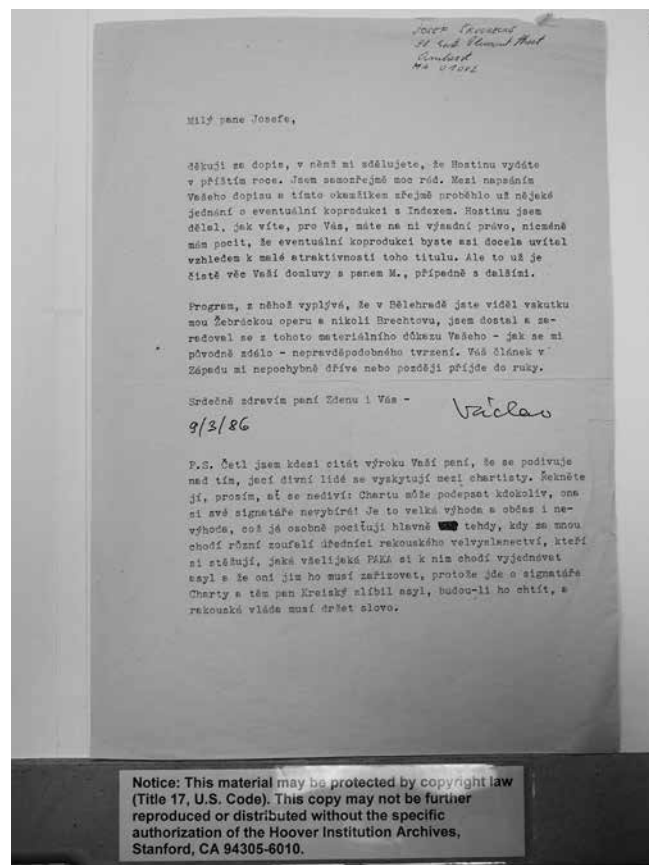 JOSEF
MA 01002
Milý pane Josefe,
děkuji za dopis, v němž mi sdělujete, že Hostinu vydáte
v příštím roce. Jsem samozřejmě moc rád. Mezi napsáním
Vašeho dopisu a tímto okamžikem zřejmě proběhlo už nějaké
jednání o eventuální koprodukci s Indexem. Hostinu jsem
dělal, jak víte, pro Vás, máte na ni výsadní právo, nicméně
mám pocit, že eventuální koprodukci byste asi docela uvítal
vzhledem k malé atraktivnosti toho titulu. Ale to už je
čistě věc Vaší domluvy s panem M., případně s dalšími.
Program, z něhož vyplývá, že v Bělehradě jste viděl vskutku
mou Žebráckou operu a nikoli Brechtovu, jsem dostal a za-
radoval se z tohoto materiálního důkazu Vašeho - jak se mi
původně zdálo - nepravděpodobného tvrzení. Váš článek v
Západu mi nepochybně dříve nebo později přijde do ruky.
Srdečně zdravím paní Zdenu i Vás -
Václav
9/3/86
P.S. Četl jsem kdesi citát výroku Vaší paní, že se podivuje
nad tím, jací divní lidé se vyskytují mezi chartisty. Řekněte
jí, prosím, ať se nediví: Chartu může podepsat kdokoliv, ona
si své signatáře nevybírá! Je to velká výhoda a občas i ne-
výhoda, což já osobně pociťuji hlavně tehdy, kdy za mnou
chodí různí zoufalí úředníci rakouského velvyslanectví, kteří
si stěžují, jaká všelijaká PAKA si k nim chodí vyjednávat
asyl a že oni jim ho musí zařizovat, protože jde o signatáře
Charty a těm pan Kreiský slíbil asyl, budou-li ho chtít, a
rakouská vláda musí držet slovo.
Notice: This material may be protected by copyright law
(Title 17, U.S. Code). This copy may not be further
reproduced or distributed without the specific
authorization of the Hoover Institution Archives,
Stanford, CA 94305-6010.